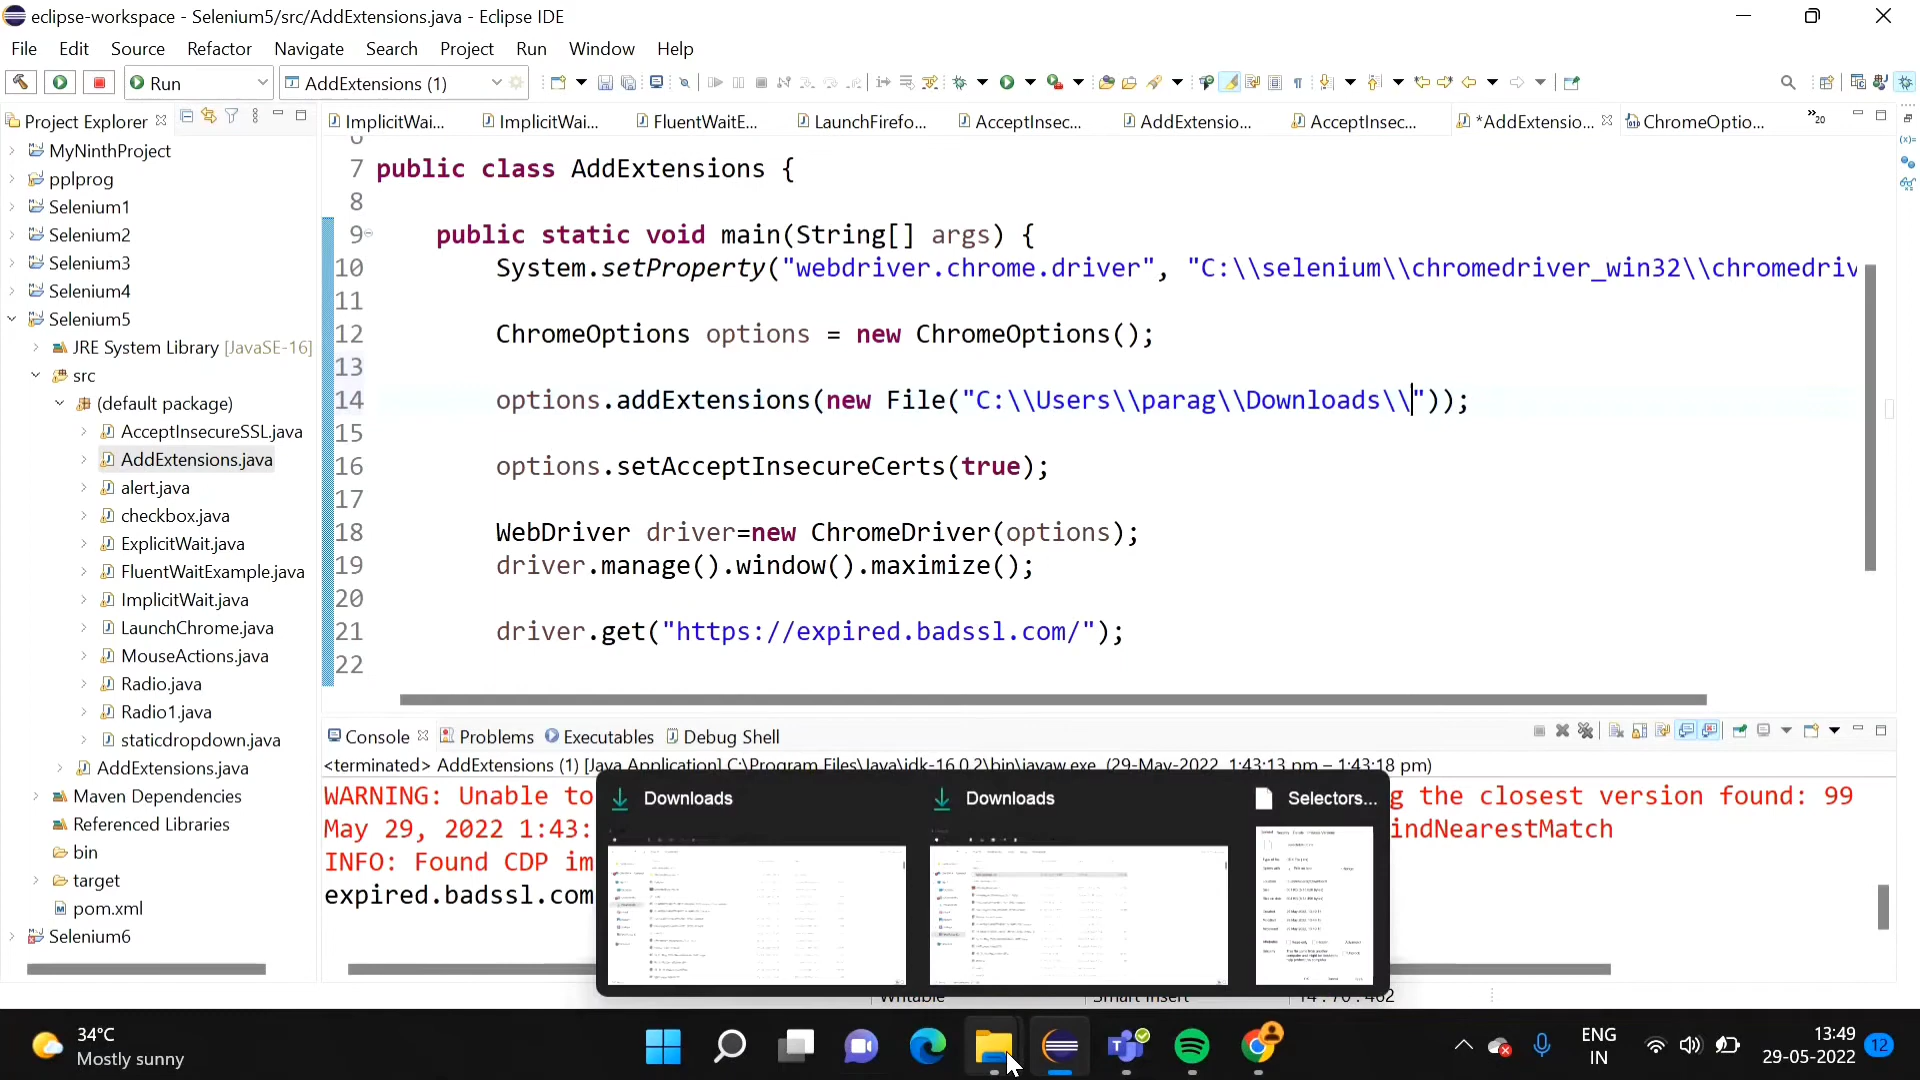 eclipse-workspace - Selenium5/src/AddExtensions.java - Eclipse IDE
File Edit Source Refactor Navigate Search Project Run Window Help
Run AddExtensions (1)
Project Explorer
ImplicitWai... ImplicitWai... FluentWaitE... LaunchFirefo... AcceptInsec... AddExtensio... AcceptInsec... *AddExtensio... ChromeOptio... »20
MyNinthProject
pplprog
Selenium1
Selenium2
Selenium3
Selenium4
Selenium5
JRE System Library [JavaSE-16]
src
(default package)
AcceptInsecureSSL.java
AddExtensions.java
alert.java
checkbox.java
ExplicitWait.java
FluentWaitExample.java
ImplicitWait.java
LaunchChrome.java
MouseActions.java
Radio.java
Radio1.java
staticdropdown.java
AddExtensions.java
Maven Dependencies
Referenced Libraries
bin
target
pom.xml
Selenium6
7 public class AddExtensions {
8
9 public static void main(String[] args) {
10 System.setProperty("webdriver.chrome.driver", "C:\\selenium\\chromedriver_win32\\chromedriv
11
12 ChromeOptions options = new ChromeOptions();
13
14 options.addExtensions(new File("C:\\Users\\parag\\Downloads\\"));
15
16 options.setAcceptInsecureCerts(true);
17
18 WebDriver driver=new ChromeDriver(options);
19 driver.manage().window().maximize();
20
21 driver.get("https://expired.badssl.com/");
22
Console Problems Executables Debug Shell
<terminated> AddExtensions (1) [Java Application] C:\Program Files\Java\jdk-16.0.2\bin\javaw.exe (29-May-2022, 1:43:13 pm – 1:43:18 pm)
WARNING: Unable to g the closest version found: 99
May 29, 2022 1:43: indNearestMatch
INFO: Found CDP im
expired.badssl.com
Downloads Downloads Selectors...
Writable Smart Insert 14 : 70 : 462
34°C
Mostly sunny
ENG
IN
13:49
29-05-2022
12